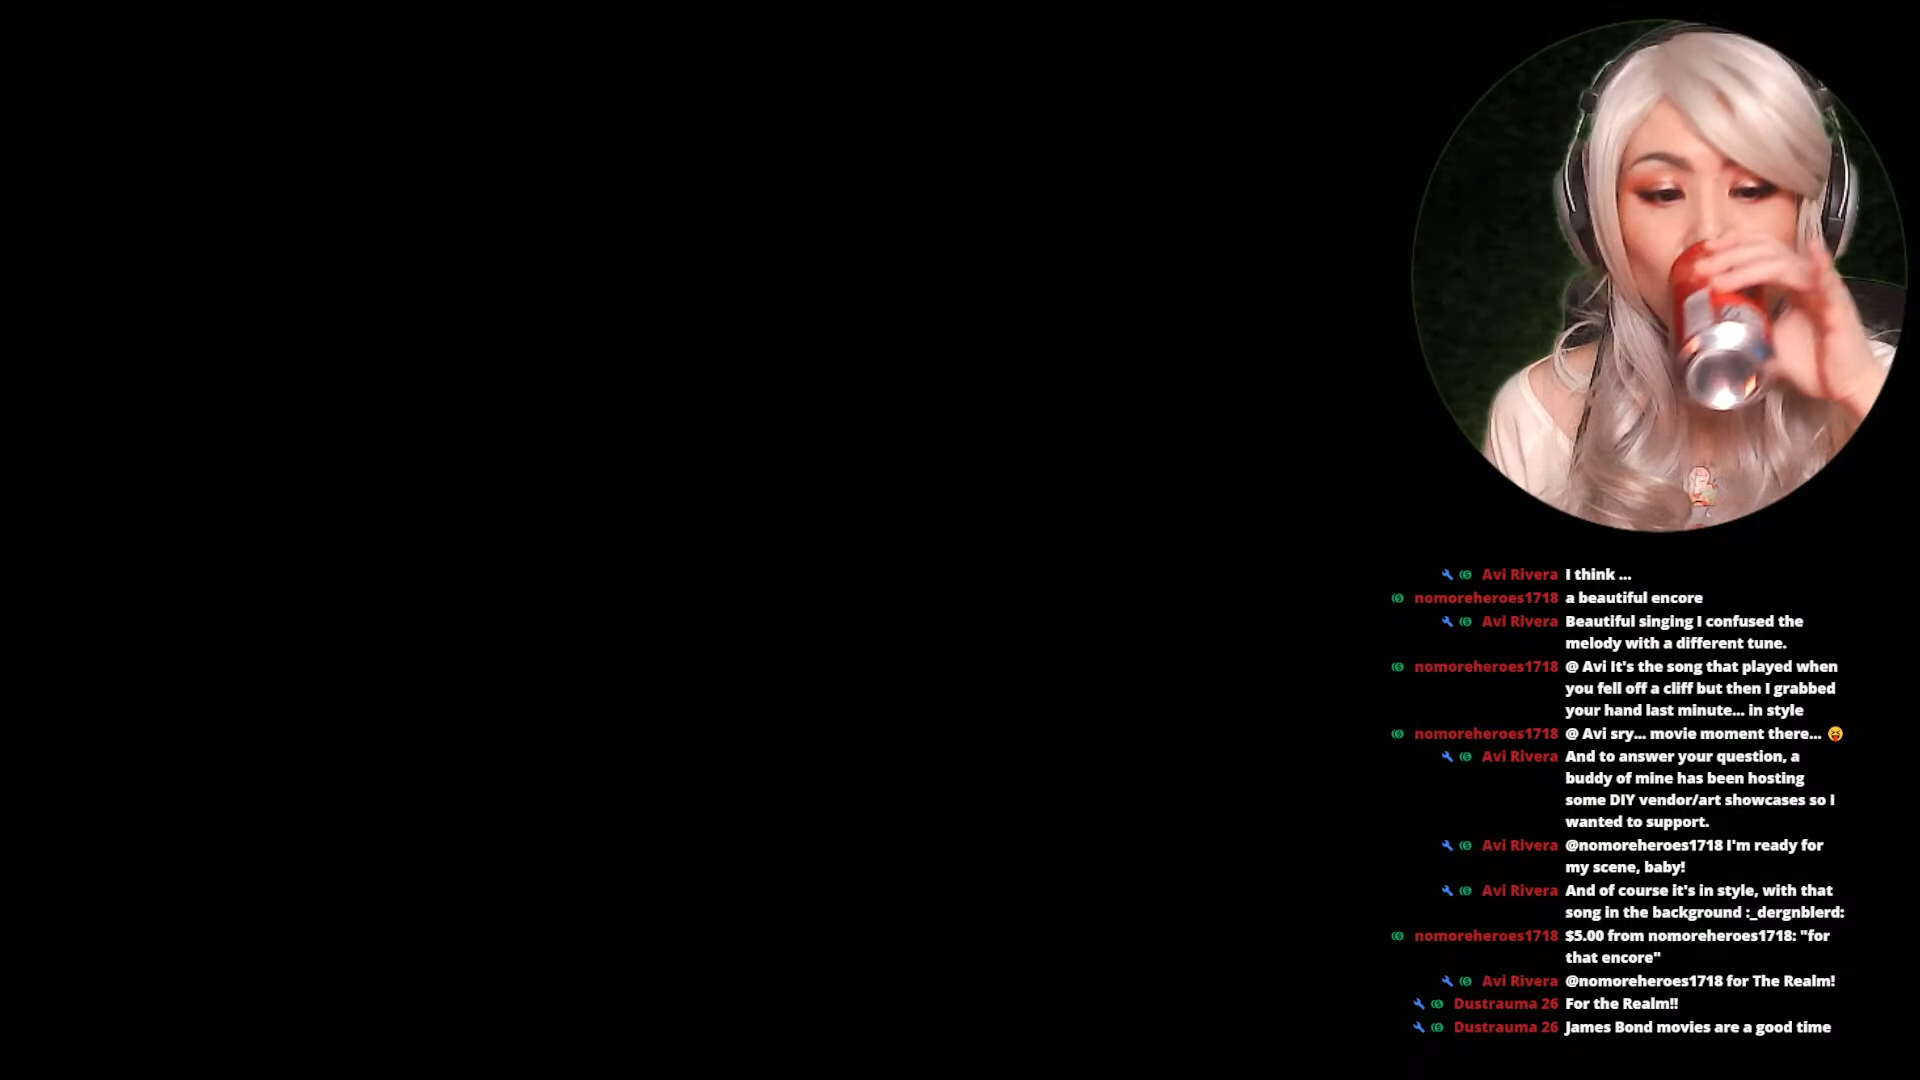 Avi Rivera I think ...
nomoreheroes1718 a beautiful encore
Avi Rivera Beautiful singing I confused the
melody with a different tune.
nomoreheroes1718 @ Avi It's the song that played when
you fell off a cliff but then I grabbed
your hand last minute... in style
nomoreheroes1718 @ Avi sry... movie moment there... 😝
Avi Rivera And to answer your question, a
buddy of mine has been hosting
some DIY vendor/art showcases so I
wanted to support.
Avi Rivera @nomoreheroes1718 I'm ready for
my scene, baby!
Avi Rivera And of course it's in style, with that
song in the background :_dergnblerd:
nomoreheroes1718 $5.00 from nomoreheroes1718: "for
that encore"
Avi Rivera @nomoreheroes1718 for The Realm!
Dustrauma 26 For the Realm!!
Dustrauma 26 James Bond movies are a good time